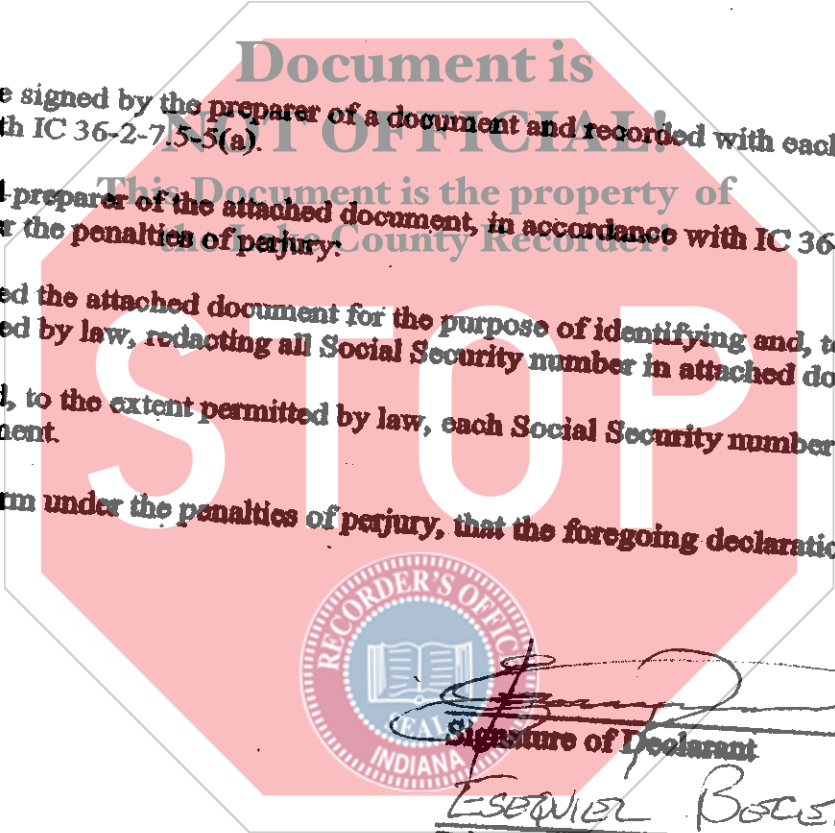 Document is
e signed by the preparer of a document and recorded with each
NOT OFFICIAL!
th IC 36-2-7.5-5(a).
This Document is the property of
l preparer of the attached document, in accordance with IC 36-
the Lake County Recorder!
r the penalties of perjury:
ed the attached document for the purpose of identifying and, to
ed by law, redacting all Social Security number in attached do
STOP
d, to the extent permitted by law, each Social Security number
nent.
rm under the penalties of perjury, that the foregoing declaratio
RECORDER'S OFFICE
SEAL
INDIANA
Signature of Declarant
ESEQUIEL